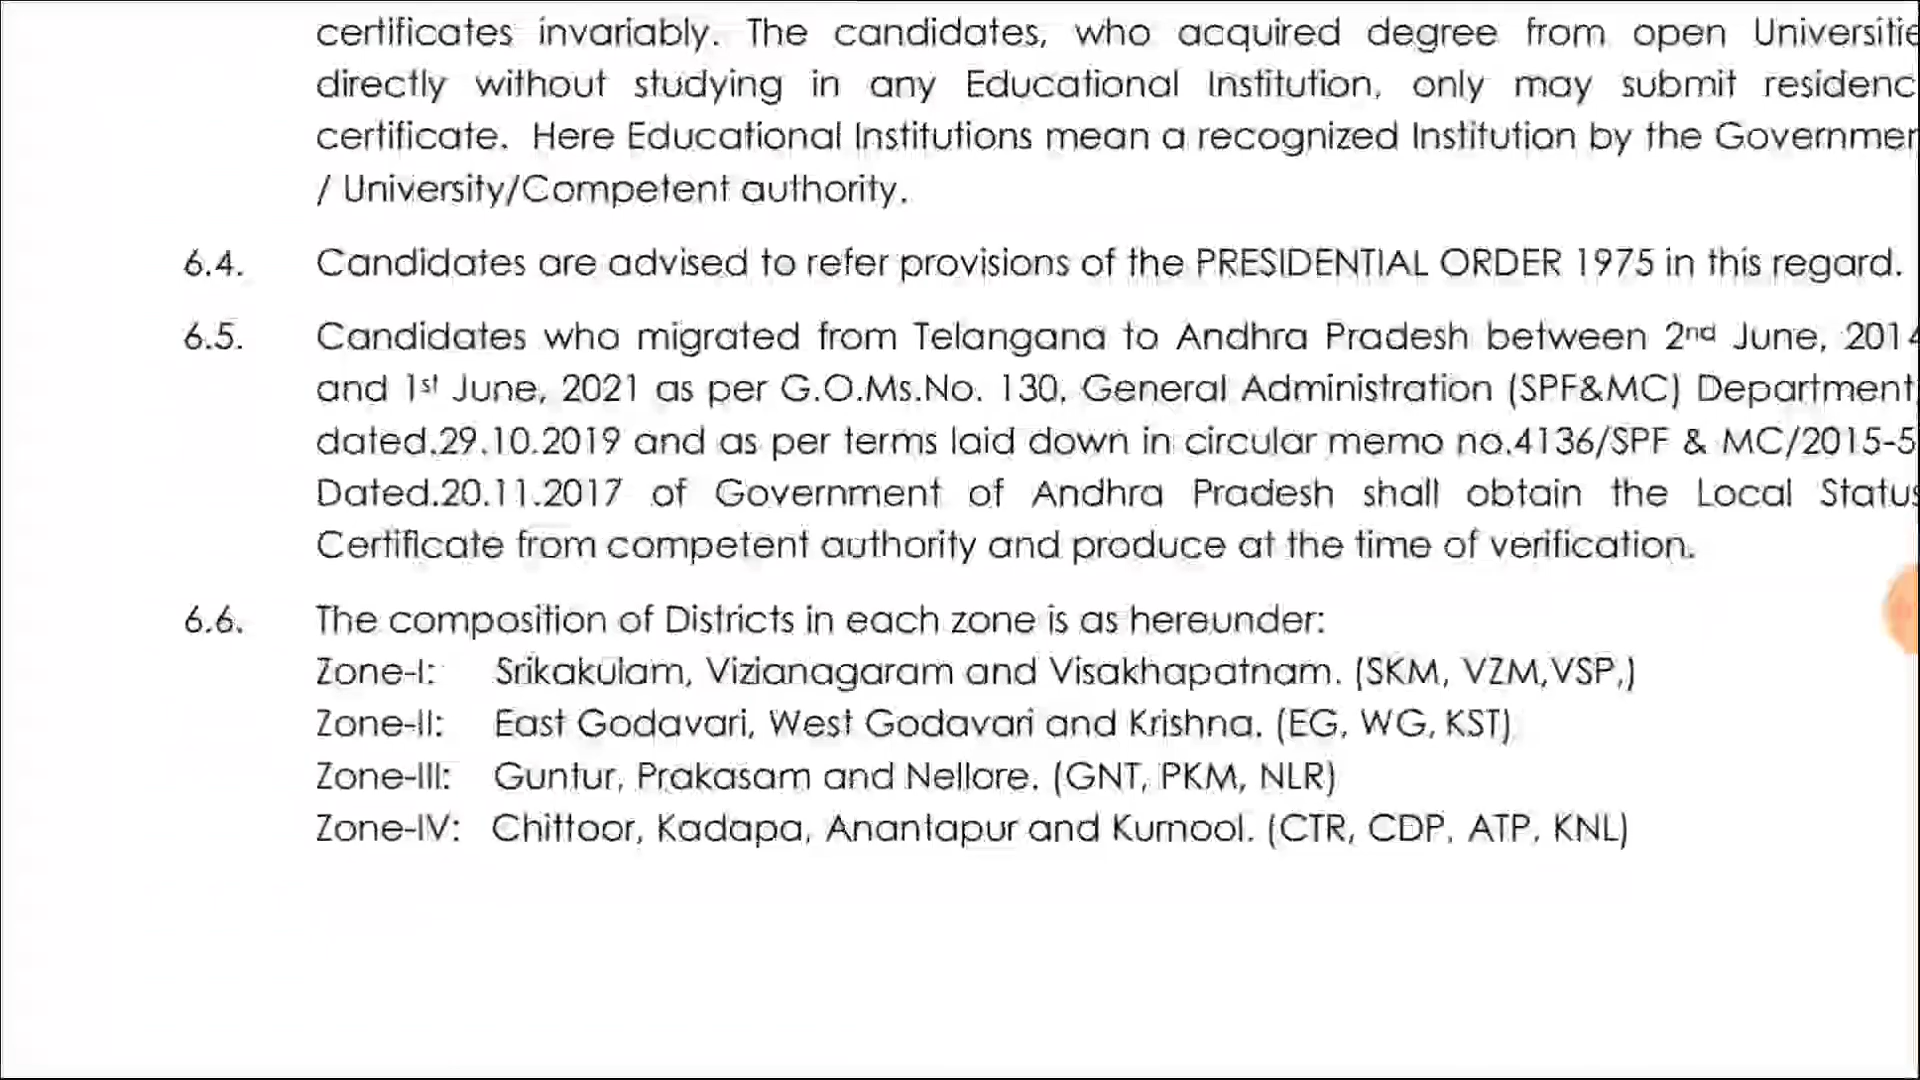 certificates invariably. The candidates, who acquired degree from open Universitie
directly without studying in any Educational Institution, only may submit residenc
certificate. Here Educational Institutions mean a recognized Institution by the Governmen
/ University/Competent authority.
6.4. Candidates are advised to refer provisions of the PRESIDENTIAL ORDER 1975 in this regard.
6.5. Candidates who migrated from Telangana to Andhra Pradesh between 2nd June, 2014
and 1st June, 2021 as per G.O.Ms.No. 130, General Administration (SPF&MC) Department,
dated.29.10.2019 and as per terms laid down in circular memo no.4136/SPF & MC/2015-5
Dated.20.11.2017 of Government of Andhra Pradesh shall obtain the Local Status
Certificate from competent authority and produce at the time of verification.
6.6. The composition of Districts in each zone is as hereunder:
Zone-I: Srikakulam, Vizianagaram and Visakhapatnam. (SKM, VZM,VSP,)
Zone-II: East Godavari, West Godavari and Krishna. (EG, WG, KST)
Zone-III: Guntur, Prakasam and Nellore. (GNT, PKM, NLR)
Zone-IV: Chittoor, Kadapa, Anantapur and Kurnool. (CTR, CDP, ATP, KNL)